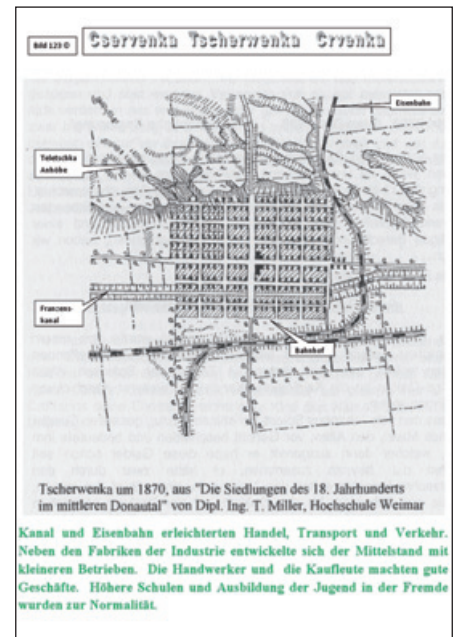 Bild 123 ©
Cservenka Tscherwenka Crvenka
Eisenbahn
Teletschka
Anhöhe
Franzens-
kanal
Bahnhof
Tscherwenka um 1870, aus "Die Siedlungen des 18. Jahrhunderts
im mittleren Donautal" von Dipl. Ing. T. Miller, Hochschule Weimar
Kanal und Eisenbahn erleichterten Handel, Transport und Verkehr.
Neben den Fabriken der Industrie entwickelte sich der Mittelstand mit
kleineren Betrieben. Die Handwerker und die Kaufleute machten gute
Geschäfte. Höhere Schulen und Ausbildung der Jugend in der Fremde
wurden zur Normalität.